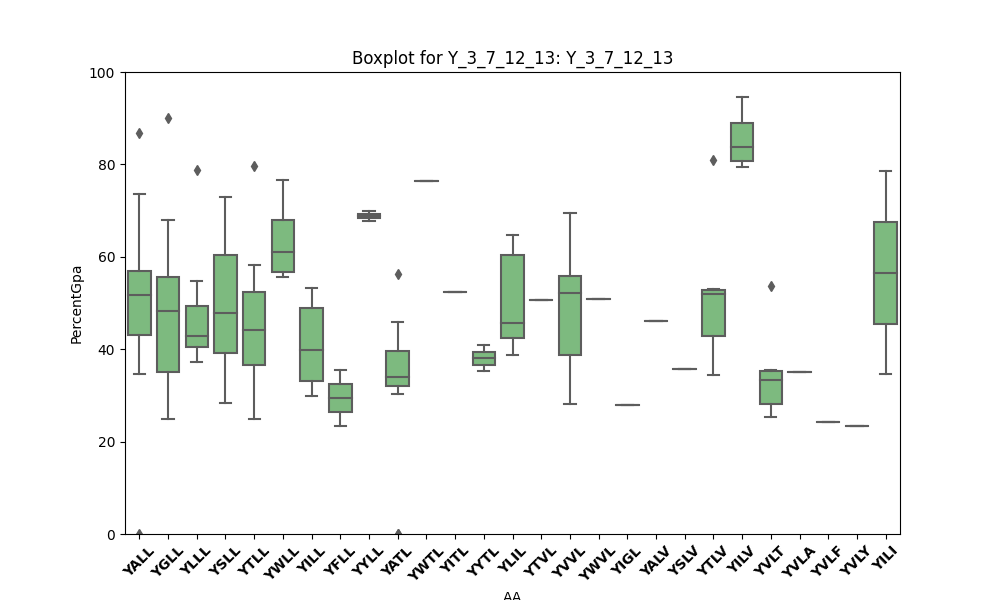 Boxplot for Y_3_7_12_13: Y_3_7_12_13
100
80
60
40
20
0
PercentGpa
YALL YGLL YLLL YSLL YTLL YWLL YILL YFLL YYLL YATL YWTL YITL YYTL YLIL YTVL YVVL YWVL YIGL YALV YSLV YTLV YILV YVLT YVLA YVLF YVLY YILI
AA